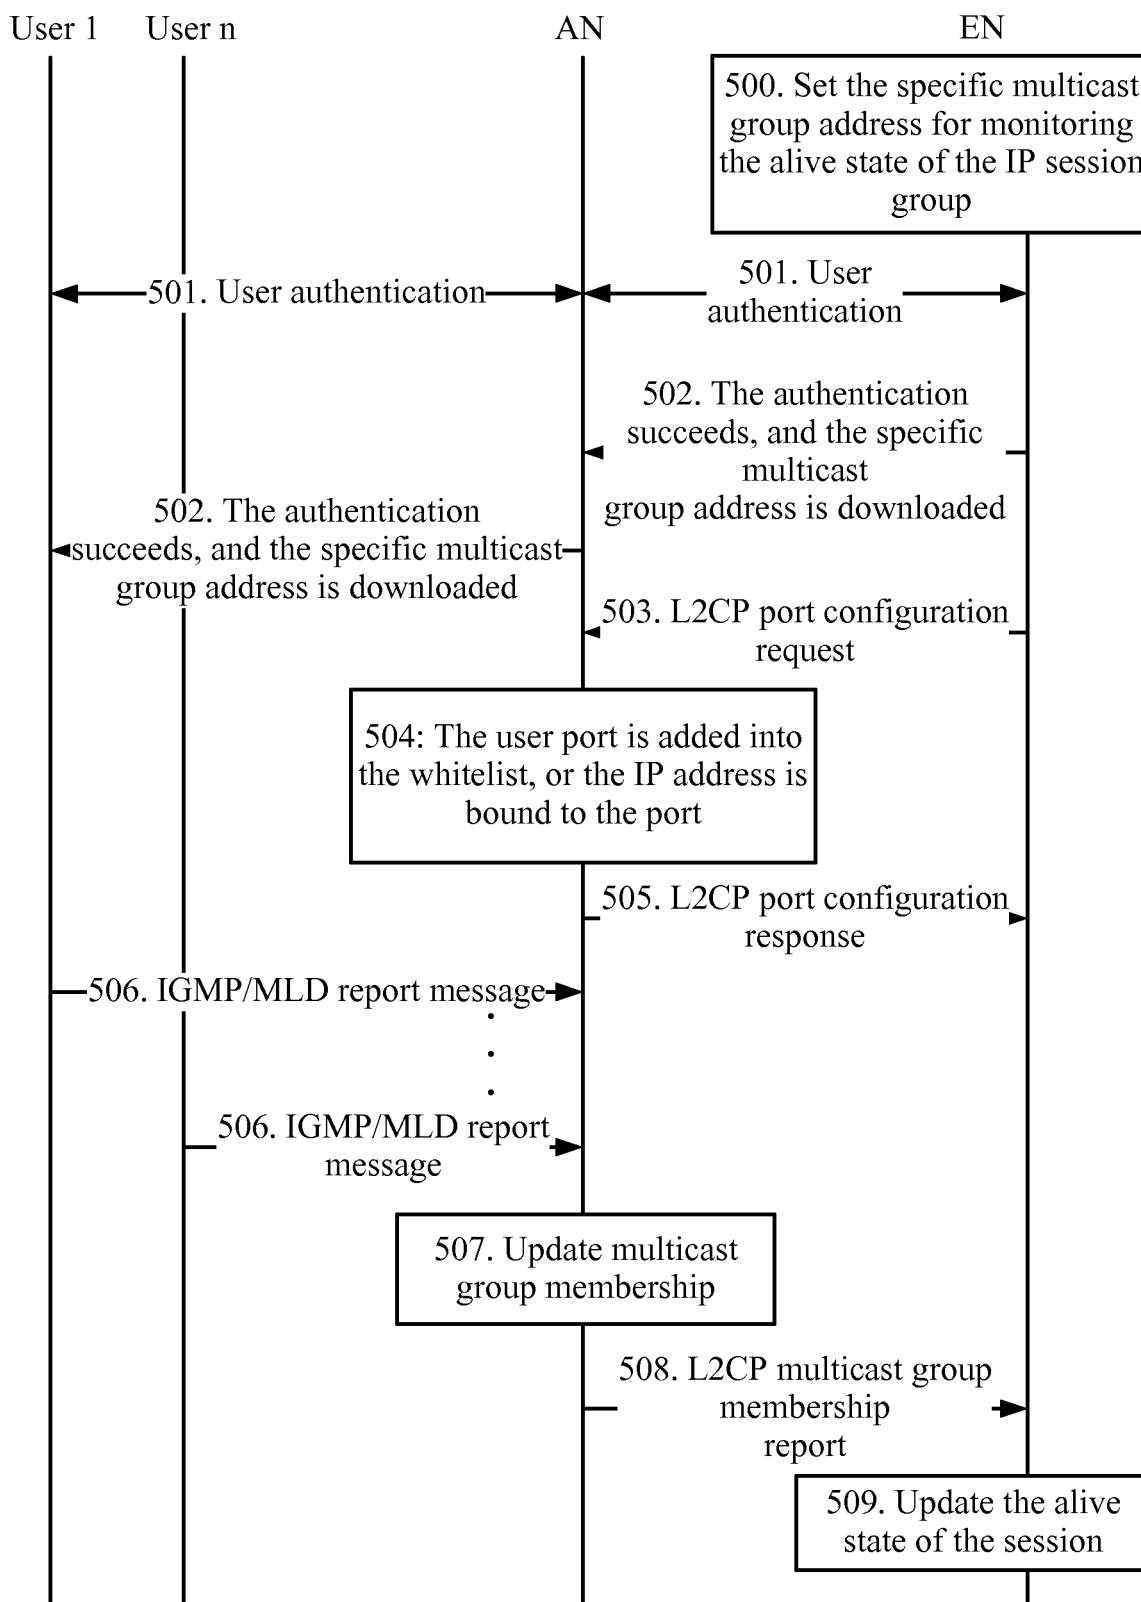 User 1
User n
AN
EN
500. Set the specific multicast
group address for monitoring
the alive state of the IP session
group
501. User authentication
501. User
authentication
502. The authentication
succeeds, and the specific
multicast
group address is downloaded
502. The authentication
succeeds, and the specific multicast
group address is downloaded
503. L2CP port configuration
request
504: The user port is added into
the whitelist, or the IP address is
bound to the port
505. L2CP port configuration
response
506. IGMP/MLD report message
506. IGMP/MLD report
message
507. Update multicast
group membership
508. L2CP multicast group
membership
report
509. Update the alive
state of the session